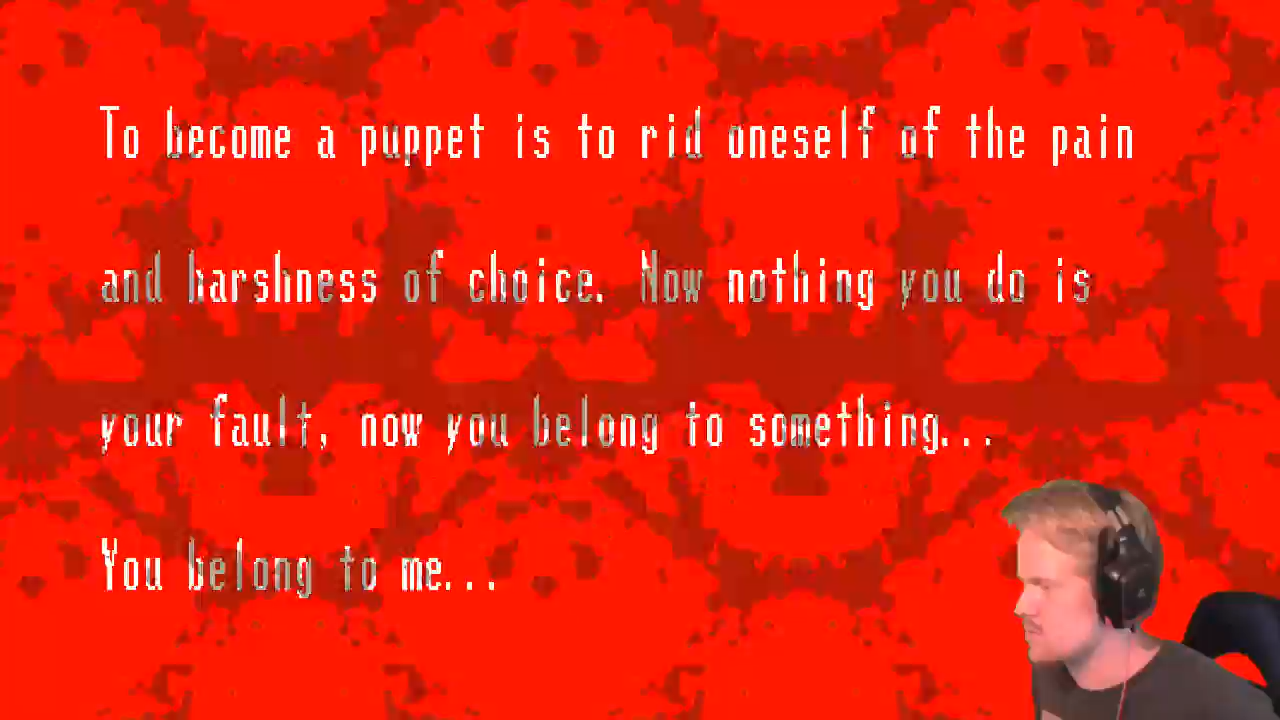 To become a puppet is to rid oneself of the pain
and harshness of choice. Now nothing you do is
your fault, now you belong to something...
You belong to me...